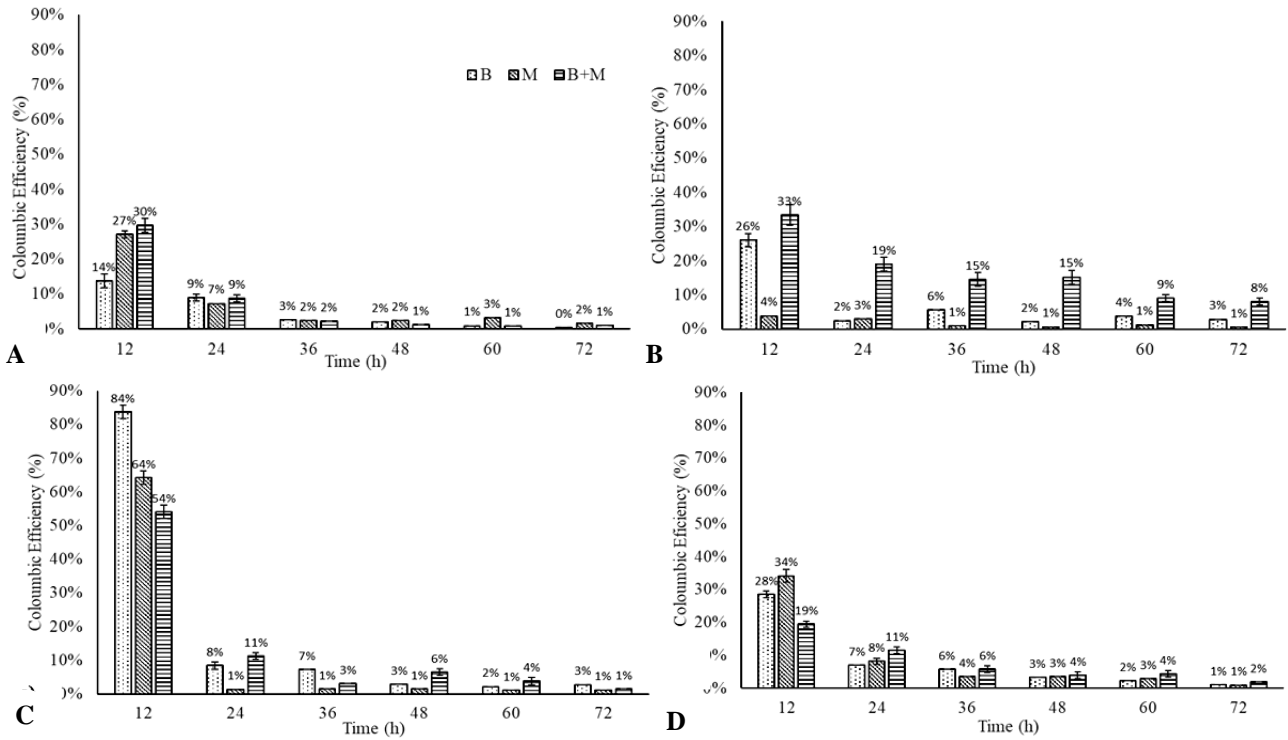 90%
80%
70%
60%
50%
40%
30%
20%
10%
)%
Coloumbic Efficiency (%)
B M B+M
14% 27% 30%
9% 7% 9%
3% 2% 2%
2% 2% 1%
1% 3% 1%
0% 2% 1%
12 24 36 48 60 72
Time (h)
A
90%
80%
70%
60%
50%
40%
30%
20%
10%
0%
Coloumbic Eficiency (%)
26% 4% 33%
2% 3% 19%
6% 1% 15%
2% 1% 15%
4% 1% 9%
3% 1% 8%
12 24 36 48 60 72
Time (h)
B
90%
80%
70%
60%
50%
40%
30%
20%
10%
)%
Coloumbic Efficiency (%)
84% 64% 54%
8% 1% 11%
7% 1% 3%
3% 1% 6%
2% 1% 4%
3% 1% 1%
12 24 36 48 60 72
Time (h)
C
90%
80%
70%
60%
50%
40%
30%
20%
%
%
Coloumbic Efficiency (%)
28% 34% 19%
7% 8% 11%
6% 4% 6%
3% 3% 4%
2% 3% 4%
1% 1% 2%
12 24 36 48 60 72
Time (h)
D